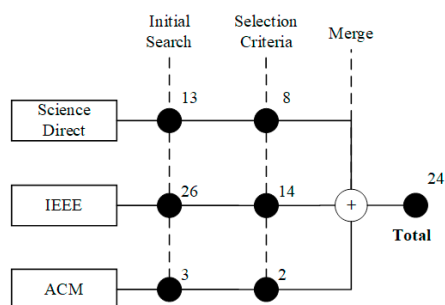 Initial
Search
Selection
Criteria
Merge
Science
Direct
13
8
IEEE
26
14
+
24
Total
ACM
3
2